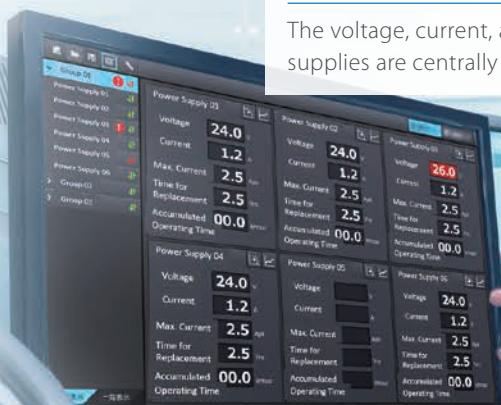 The voltage, current, a
supplies are centrally
Group 01
Power Supply 01
Power Supply 02
Power Supply 03
Power Supply 04
Power Supply 05
Power Supply 06
Group 02
Group 03
Power Supply 01
Voltage 24.0
Current 1.2
Max. Current 2.5
Time for
Replacement 2.5
Accumulated 00.0
Operating Time
Power Supply 02
Voltage 24.0
Current 1.2
Max. Current 2.5
Time for
Replacement 2.5
Accumulated 00.0
Operating Time
Power Supply 03
Voltage 26.0
Current 1.2
Max. Current 2.5
Time for
Replacement 2.5
Accumulated 00.0
Operating Time
Power Supply 04
Voltage 24.0
Current 1.2
Max. Current 2.5
Time for
Replacement 2.5
Accumulated 00.0
Operating Time
Power Supply 05
Voltage
Current
Max. Current
Time for
Replacement
Accumulated
Operating Time
Power Supply 06
Voltage 24.0
Current 1.2
Max. Current 2.5
Time for
Replacement 2.5
Accumulated 00.0
Operating Time
一覧表示